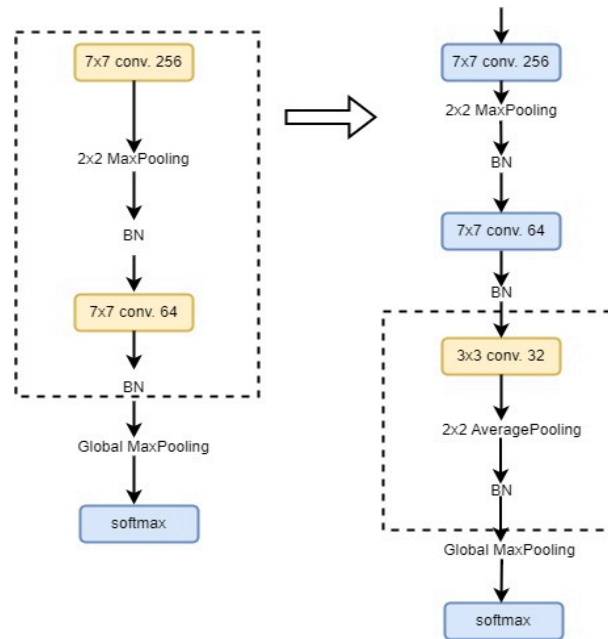 7x7 conv. 256
2x2 MaxPooling
BN
7x7 conv. 64
BN
Global MaxPooling
softmax
7x7 conv. 256
2x2 MaxPooling
BN
7x7 conv. 64
BN
3x3 conv. 32
2x2 AveragePooling
BN
Global MaxPooling
softmax